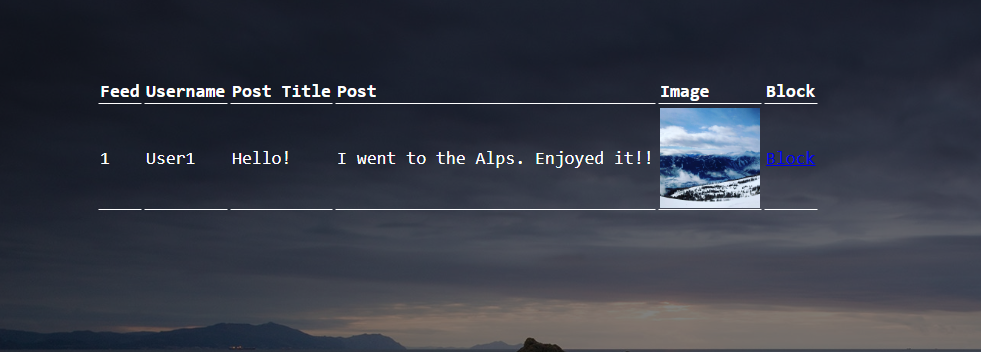 Feed Username Post Title Post Image Block
1 User1 Hello! I went to the Alps. Enjoyed it!! Block